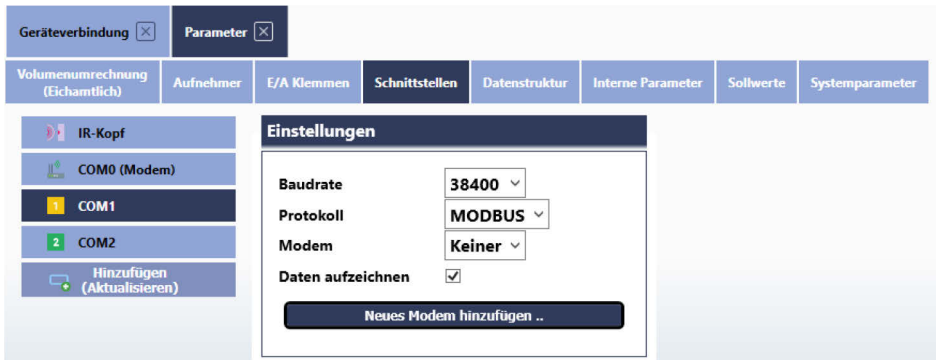 Geräteverbindung
Parameter
Volumenumrechnung
(Eichamtlich)
Aufnehmer
E/A Klemmen
Schnittstellen
Datenstruktur
Interne Parameter
Sollwerte
Systemparameter
IR-Kopf
COM0 (Modem)
1 COM1
2 COM2
Hinzufügen
(Aktualisieren)
Einstellungen
Baudrate 38400
Protokoll MODBUS
Modem Keiner
Daten aufzeichnen
Neues Modem hinzufügen ..